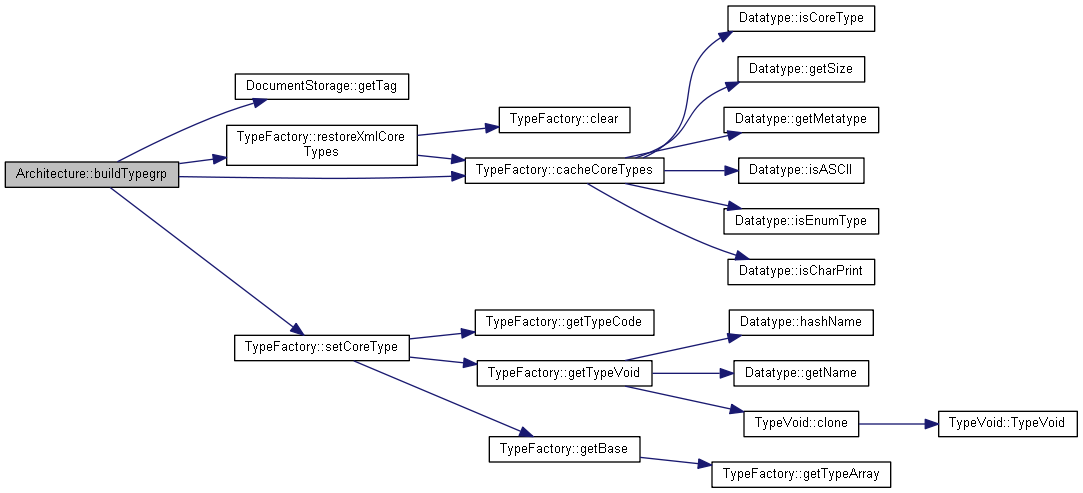 Datatype::isCoreType
Datatype::getSize
DocumentStorage::getTag
TypeFactory::clear
Datatype::getMetatype
TypeFactory::restoreXmlCore
Types
Architecture::buildTypegrp
TypeFactory::cacheCoreTypes
Datatype::isASCII
Datatype::isEnumType
Datatype::isCharPrint
TypeFactory::getTypeCode
Datatype::hashName
TypeFactory::setCoreType
TypeFactory::getTypeVoid
Datatype::getName
TypeVoid::clone
TypeVoid::TypeVoid
TypeFactory::getBase
TypeFactory::getTypeArray